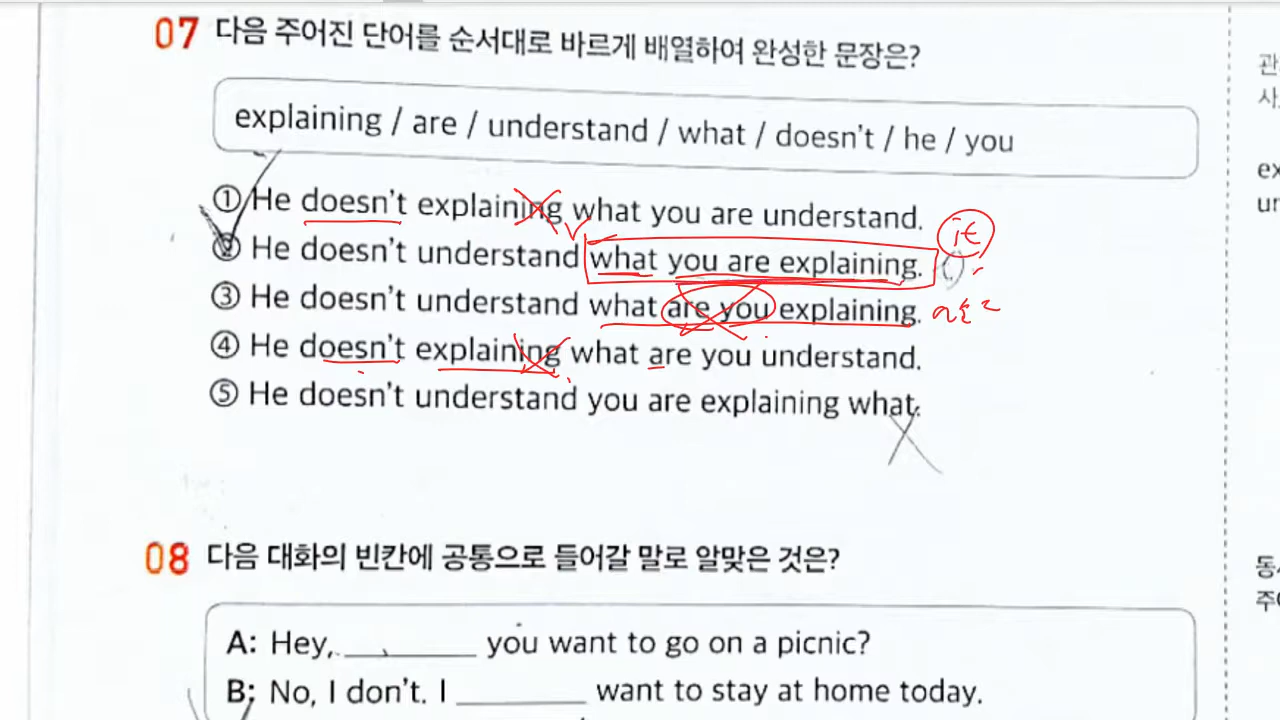 07 다음 주어진 단어를 순서대로 바르게 배열하여 완성한 문장은?
explaining / are / understand / what / doesn't / he / you
① He doesn't explaining what you are understand.
it
② He doesn't understand what you are explaining.
③ He doesn't understand what are you explaining.
④ He doesn't explaining what are you understand.
⑤ He doesn't understand you are explaining what.
08 다음 대화의 빈칸에 공통으로 들어갈 말로 알맞은 것은?
A: Hey, ________ you want to go on a picnic?
B: No, I don't. I ________ want to stay at home today.
관
사
ex
un